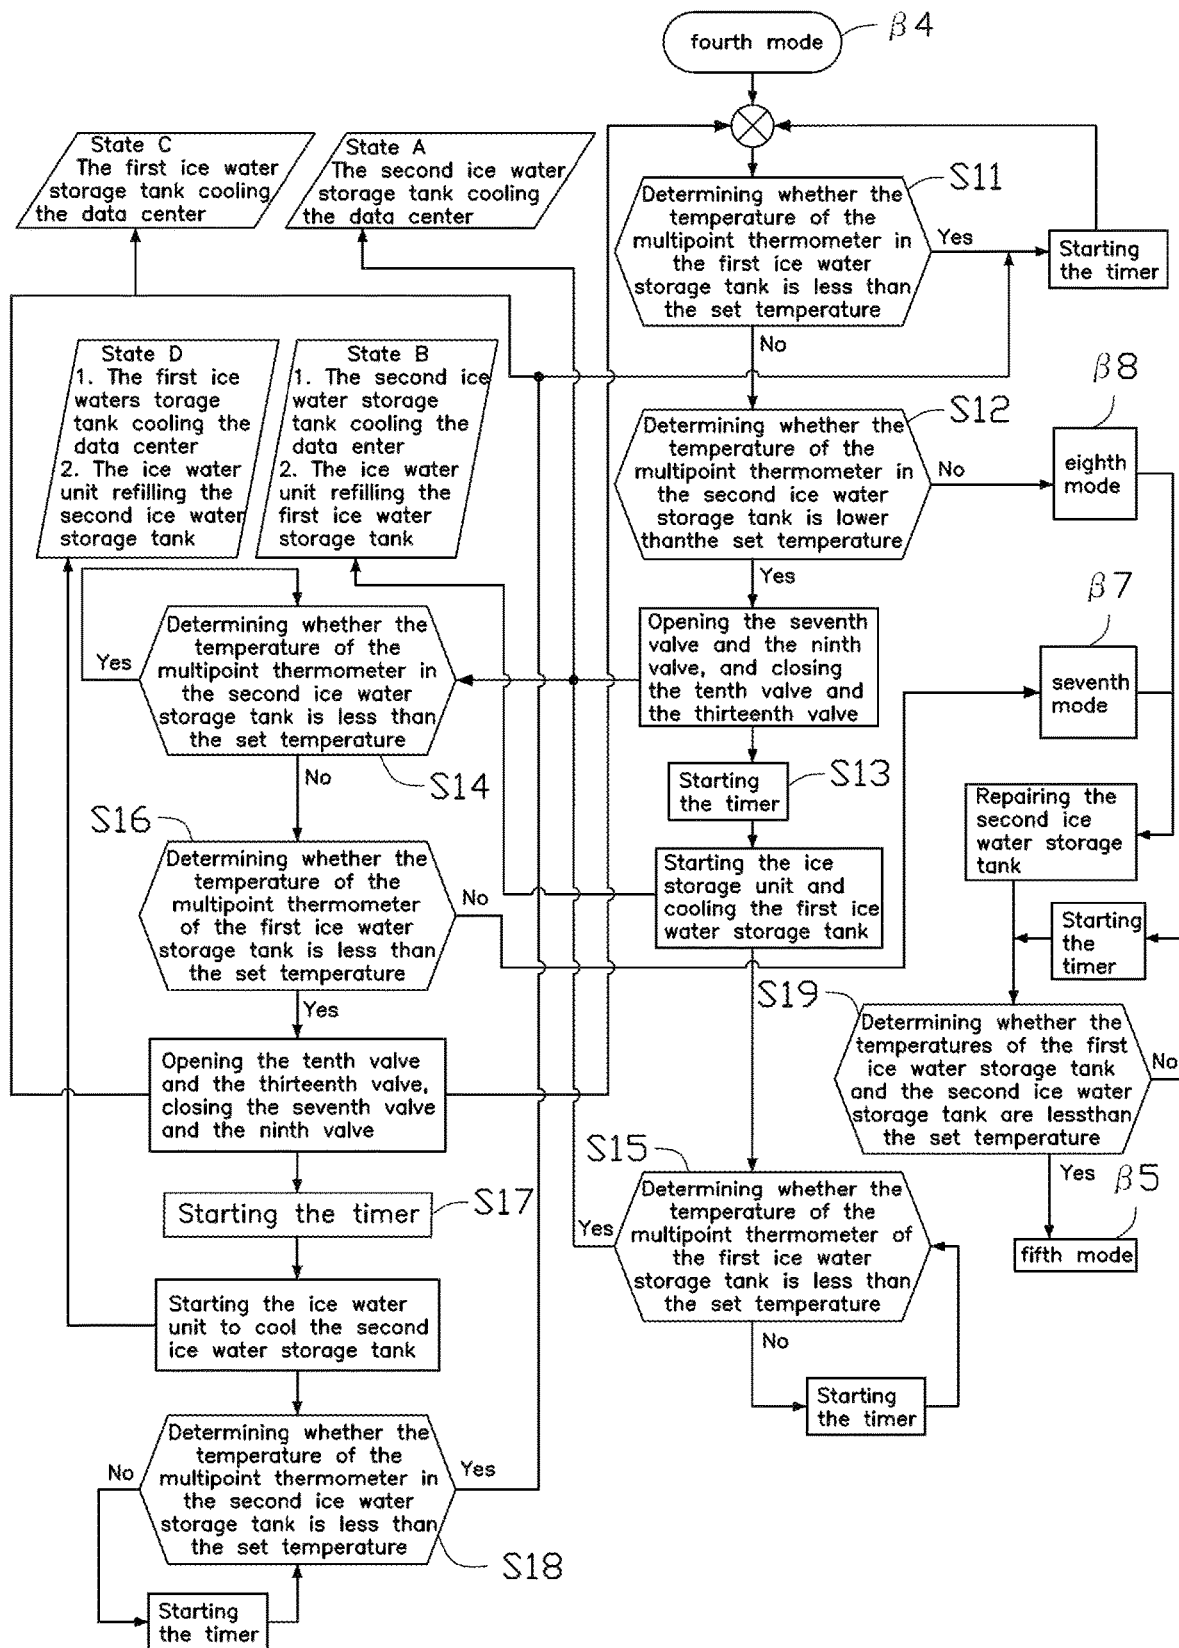 fourth mode
β4
State C
The first ice
water
storage tank cooling
the data center
State A
The second ice water
storage tank cooling
the data center
Determining whether the
temperature of the
multipoint thermometer in
the first ice water
storage tank is less than
the set temperature
S11
Yes
Starting
the timer
No
State D
1. The first ice
waters torage
tank cooling the
data center
2. The ice water
unit refilling the
second ice water
storage tank
State B
1. The second ice
water storage
tank cooling the
data enter
2. The ice water
unit refilling the
first ice water
storage tank
Determining whether the
temperature of the
multipoint thermometer in
the second ice water
storage tank is lower
thanthe set temperature
S12
No
eighth
mode
β8
Yes
Opening the seventh
valve and the ninth
valve, and closing
the tenth valve and
the thirteenth valve
seventh
mode
β7
Determining whether the
temperature of the
multipoint thermometer in
the second ice water
storage tank is less than
the set temperature
Yes
S14
No
Starting
the timer
S13
Repairing the
second ice
water storage
tank
S16
Determining whether the
temperature of the
multipoint thermometer
of the first ice water
storage tank is less than
the set temperature
No
Yes
Starting the ice
storage unit and
cooling the first ice
water storage tank
Starting
the
timer
S19
Determining whether the
temperatures of the first
ice water storage tank
and the second ice water
storage tank are lessthan
the set temperature
No
Yes
β5
fifth mode
Opening the tenth valve
and the thirteenth valve,
closing the seventh valve
and the ninth valve
S15
Determining whether the
temperature of the
multipoint thermometer of
the first ice water
storage tank is less than
the set temperature
Yes
No
Starting
the timer
Starting the timer
S17
Starting the ice water
unit to cool the second
ice water storage tank
Determining whether the
temperature of the
multipoint thermometer in
the second ice water
storage tank is less than
the set temperature
No
Yes
S18
Starting
the timer